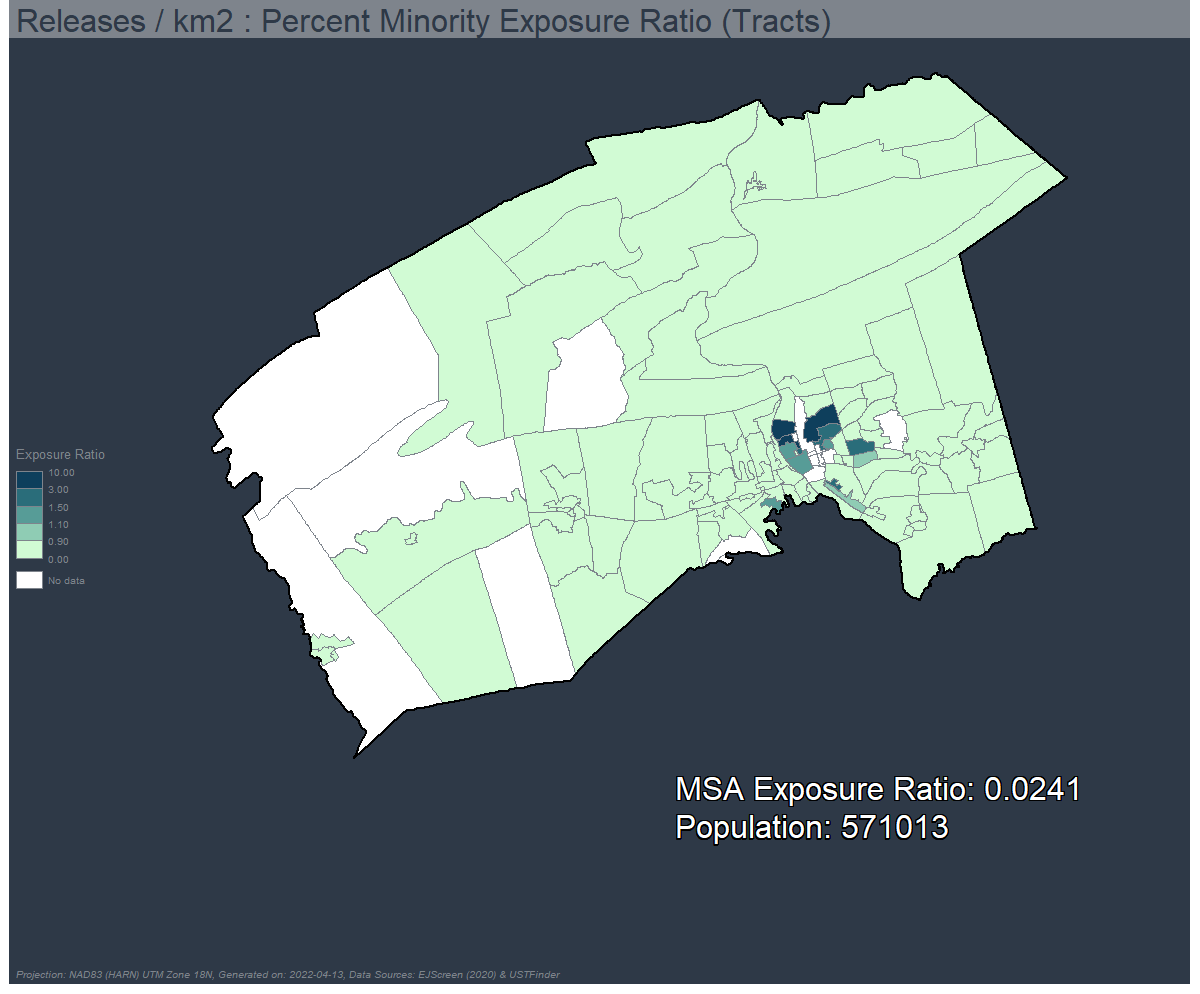 Releases / km2 : Percent Minority Exposure Ratio (Tracts)
Exposure Ratio
10.00
3.00
1.50
1.10
0.90
0.00
No data
MSA Exposure Ratio: 0.0241
Population: 571013
Projection: NAD83 (HARN) UTM Zone 18N, Generated on: 2022-04-13, Data Sources: EJScreen (2020) & USTFinder